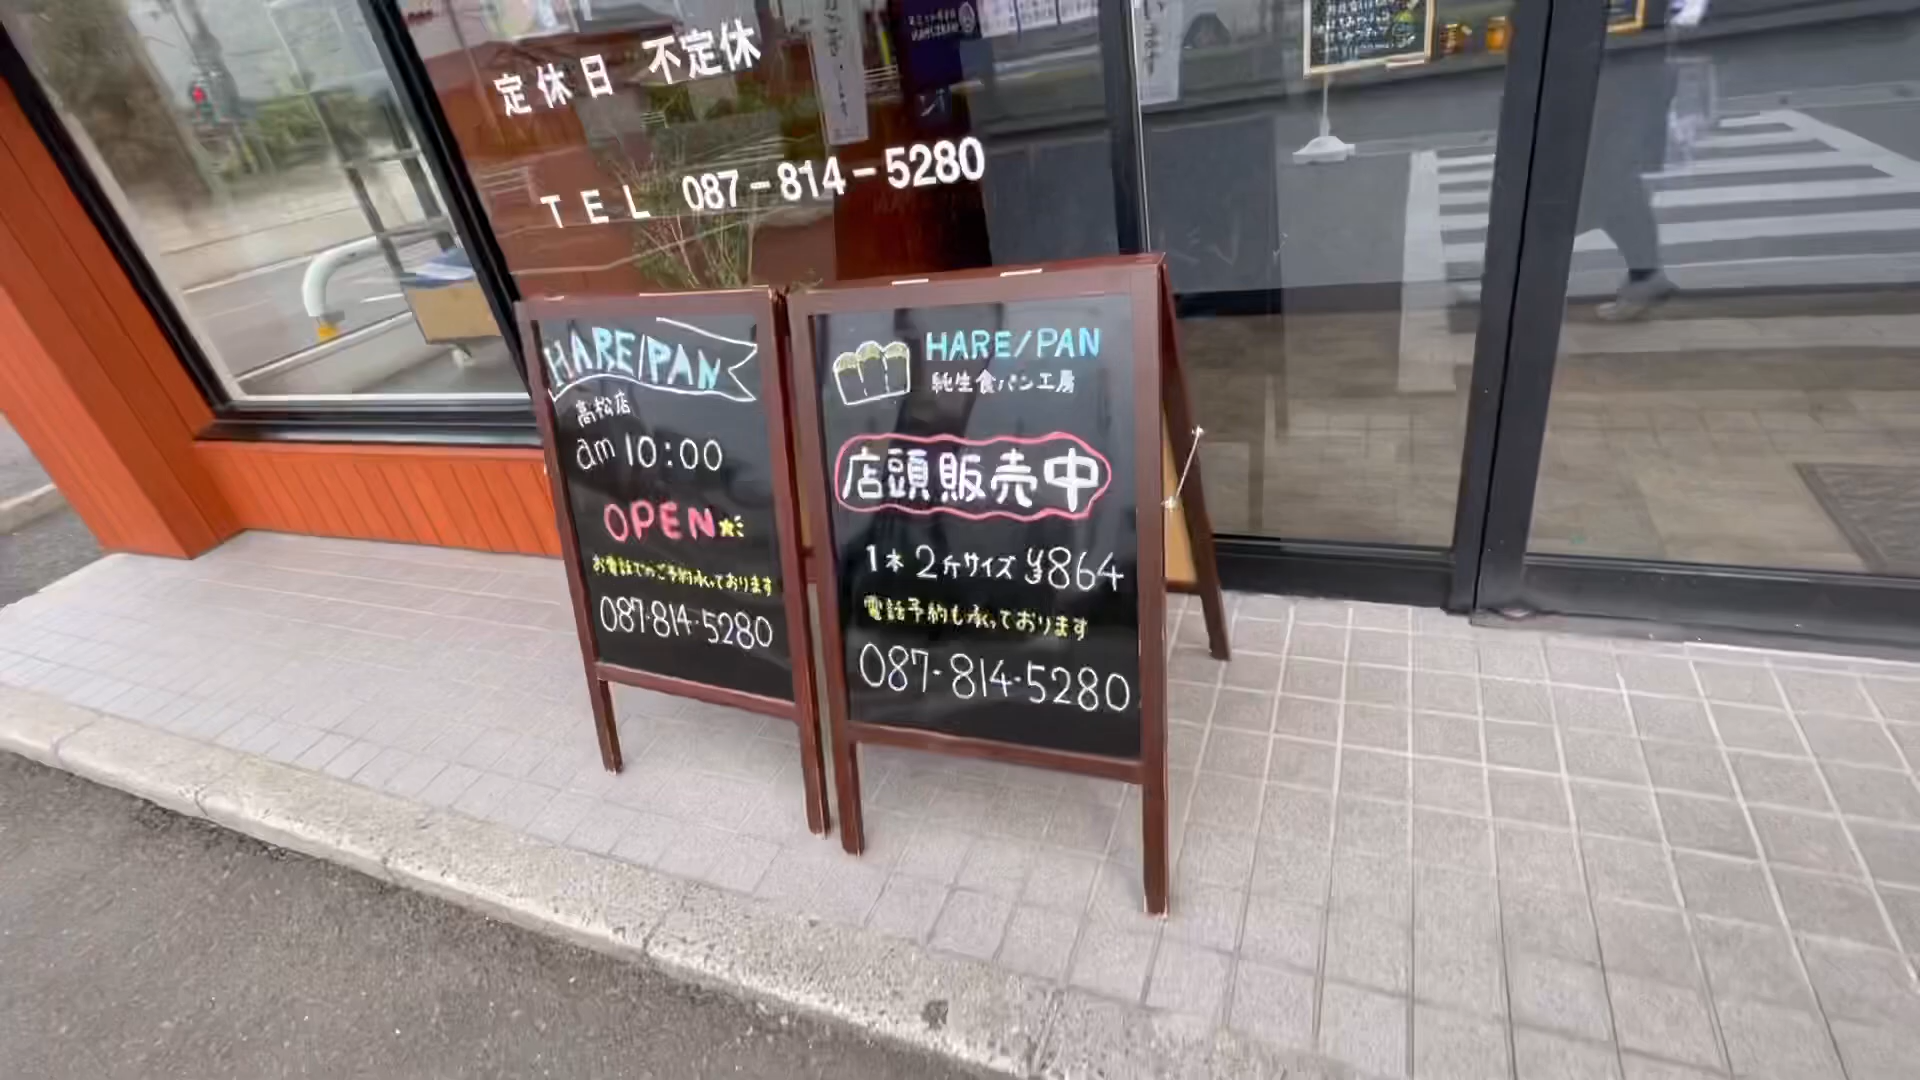 定休日 不定休
TEL 087-814-5280
HARE/PAN
高松店
am 10:00
OPEN
お電話でのご予約承っております
087-814-5280
HARE/PAN
純生食パン工房
店頭販売中
1本 2斤サイズ ¥864
電話予約も承っております
087-814-5280